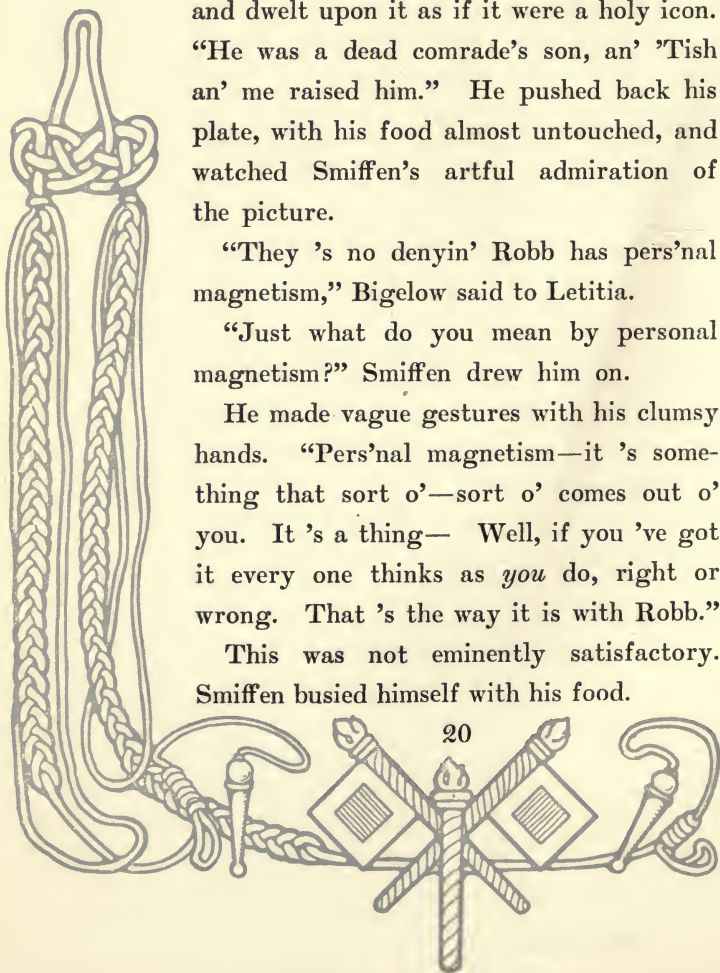 and dwelt upon it as if it were a holy icon.
“He was a dead comrade’s son, an’ ’Tish
an’ me raised him.” He pushed back his
plate, with his food almost untouched, and
watched Smiffen’s artful admiration of
the picture.
“They ’s no denyin’ Robb has pers’nal
magnetism,” Bigelow said to Letitia.
“Just what do you mean by personal
magnetism?” Smiffen drew him on.
He made vague gestures with his clumsy
hands. “Pers’nal magnetism—it ’s some-
thing that sort o’—sort o’ comes out o’
you. It ’s a thing— Well, if you ’ve got
it every one thinks as you do, right or
wrong. That ’s the way it is with Robb.”
This was not eminently satisfactory.
Smiffen busied himself with his food.
20